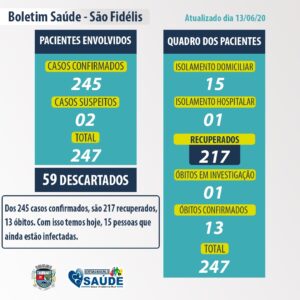 Boletim Saúde - São Fidélis
Atualizado dia 13/06/20
PACIENTES ENVOLVIDOS
CASOS CONFIRMADOS
245
CASOS SUSPEITOS
02
TOTAL
247
59 DESCARTADOS
Dos 245 casos confirmados, são 217 recuperados,
13 óbitos. Com isso temos hoje, 15 pessoas que
ainda estão infectadas.
SAÚDE
QUADRO DOS PACIENTES
ISOLAMENTO DOMICILIAR
15
ISOLAMENTO HOSPITALAR
01
RECUPERADOS
217
ÓBITOS EM INVESTIGAÇÃO
01
ÓBITOS CONFIRMADOS
13
TOTAL
247